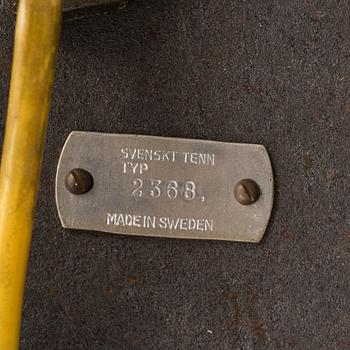 SVENSKT TENN
TYP
2368.
MADE IN SWEDEN